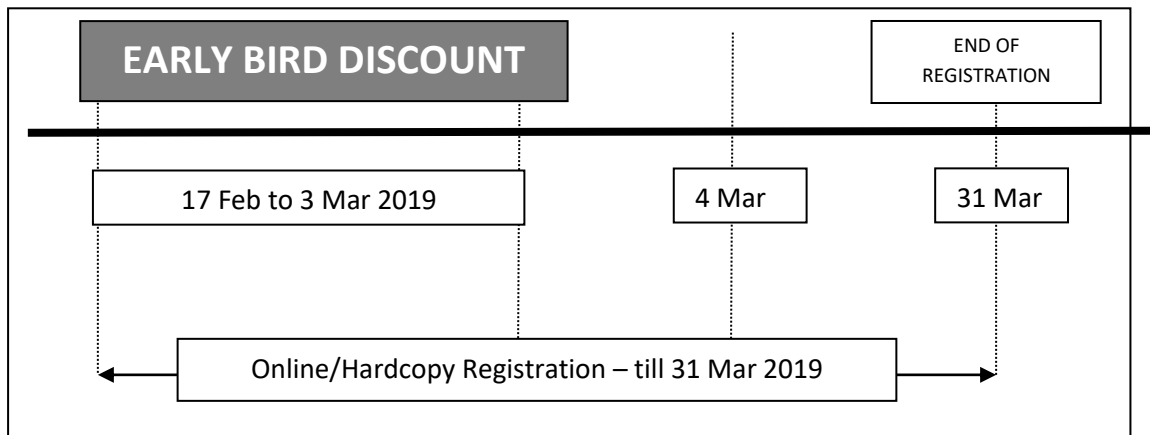 EARLY BIRD DISCOUNT
END OF
REGISTRATION
17 Feb to 3 Mar 2019
4 Mar
31 Mar
Online/Hardcopy Registration – till 31 Mar 2019